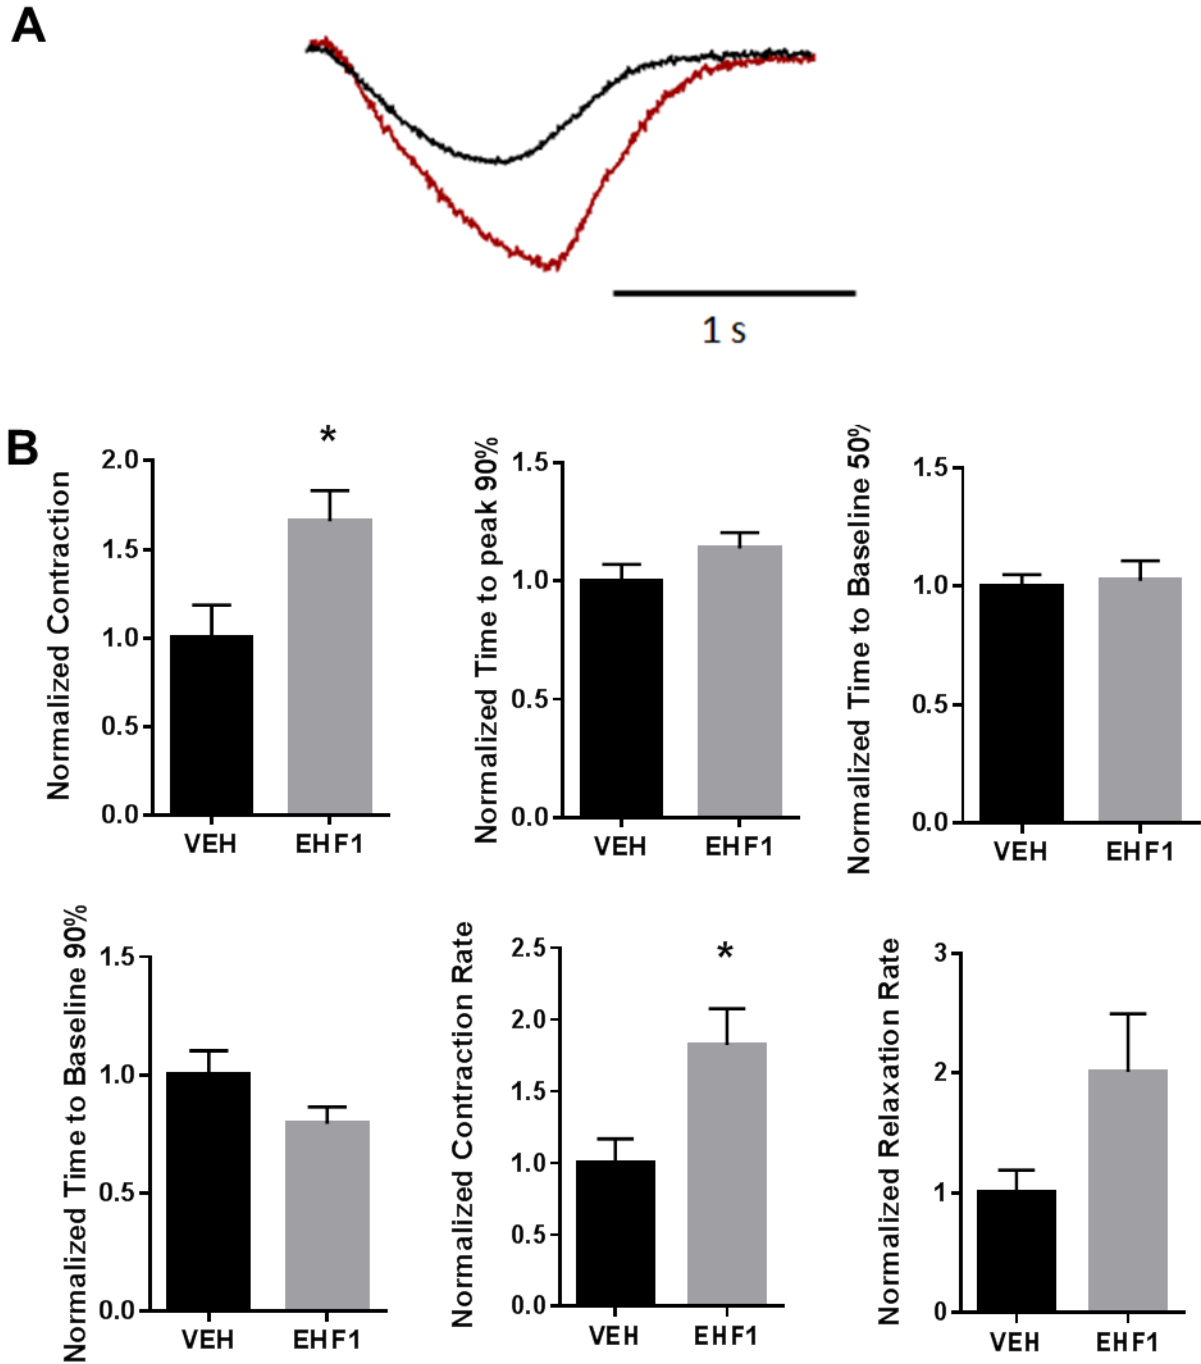 A
1 s
B
*
Normalized Contraction
2.0
1.5
1.0
0.5
0.0
VEH EHF1
Normalized Time to peak 90%
1.5
1.0
0.5
0.0
VEH EHF1
Normalized Time to Baseline 50%
1.5
1.0
0.5
0.0
VEH EHF1
Normalized Time to Baseline 90%
1.5
1.0
0.5
0.0
VEH EHF1
*
Normalized Contraction Rate
2.5
2.0
1.5
1.0
0.5
0.0
VEH EHF1
Normalized Relaxation Rate
3
2
1
0
VEH EHF1